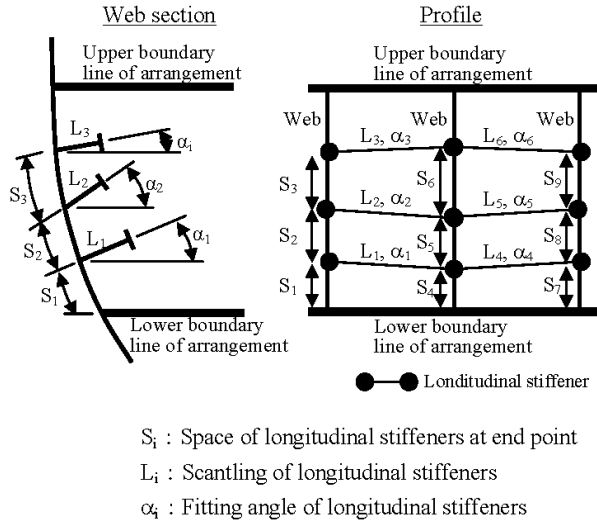 Web section
Profile
Upper boundary
line of arrangement
Upper boundary
line of arrangement
Web Web Web
L3 αi
L3, α3 L6, α6
S3 L2 α2
S3 S6 S9
L2, α2 L5, α5
S2 L1 α1
S2 S5 S8
L1, α1 L4, α4
S1
S1 S4 S7
Lower boundary
line of arrangement
Lower boundary
line of arrangement
Londitudinal stiffener
Si : Space of longitudinal stiffeners at end point
Li : Scantling of longitudinal stiffeners
αi : Fitting angle of longitudinal stiffeners